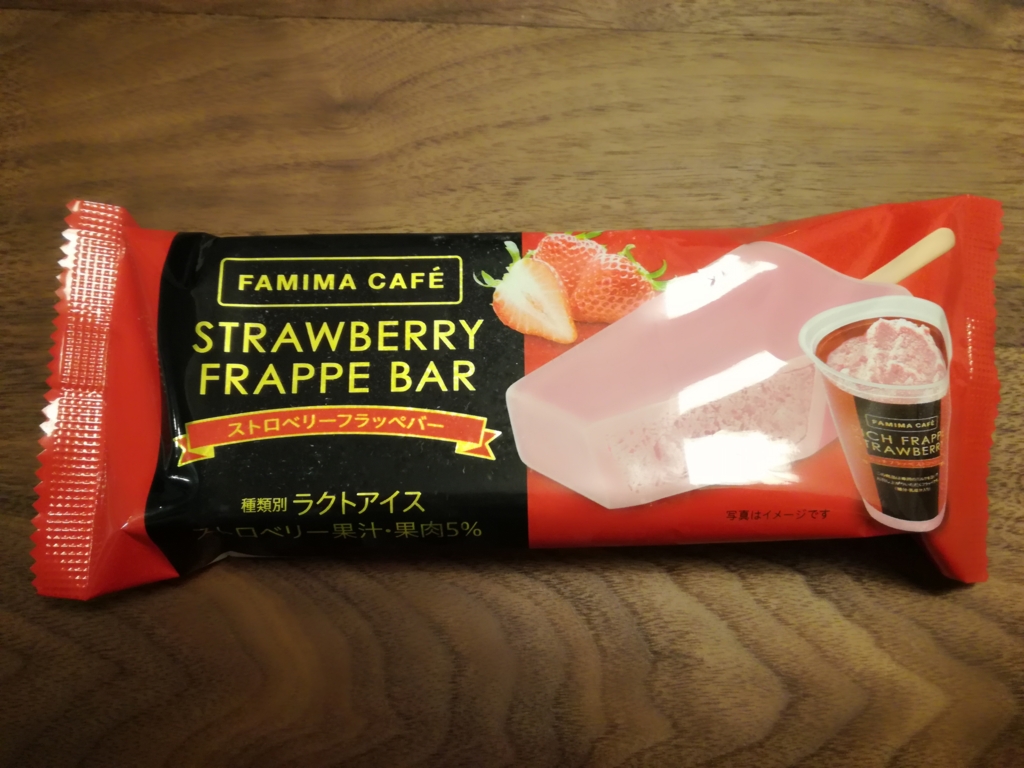 FAMIMA CAFÉ
STRAWBERRY
FRAPPE BAR
ストロベリーフラッペバー
種類別 ラクトアイス
ストロベリー果汁・果肉5%
FAMIMA CAFÉ
写真はイメージです